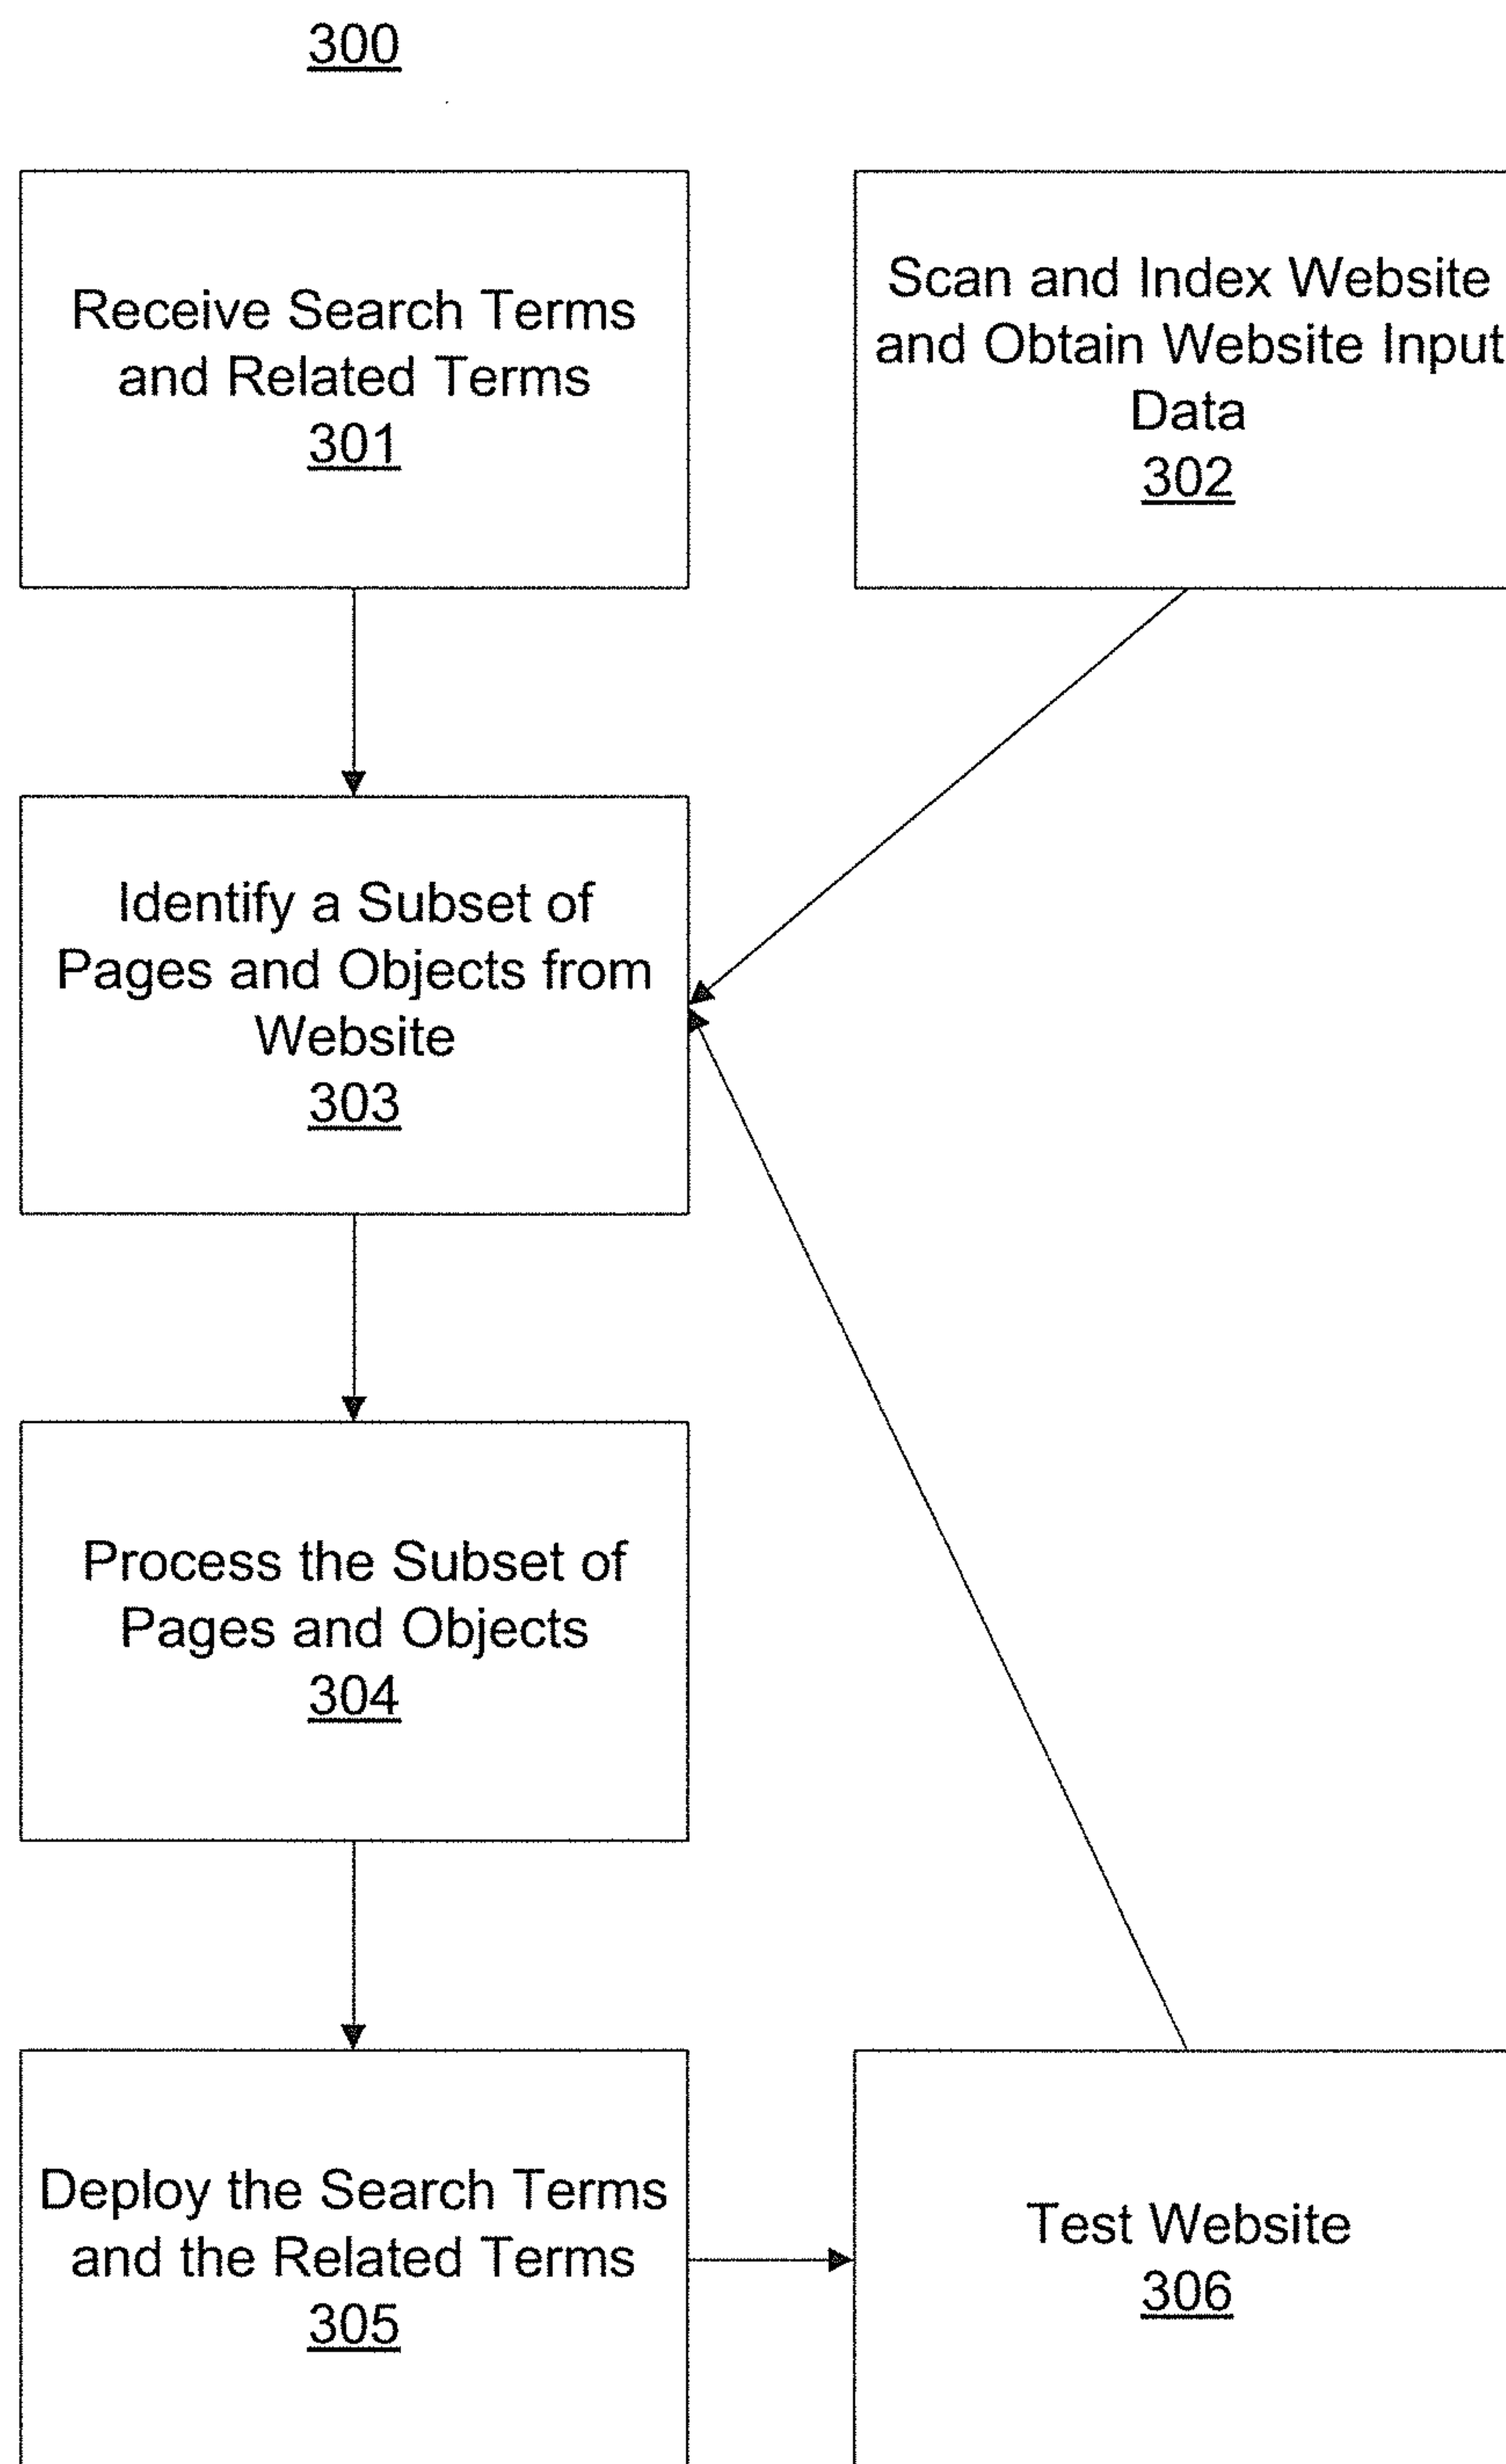 300
Receive Search Terms
and Related Terms
301
Scan and Index Website
and Obtain Website Input
Data
302
Identify a Subset of
Pages and Objects from
Website
303
Process the Subset of
Pages and Objects
304
Deploy the Search Terms
and the Related Terms
305
Test Website
306